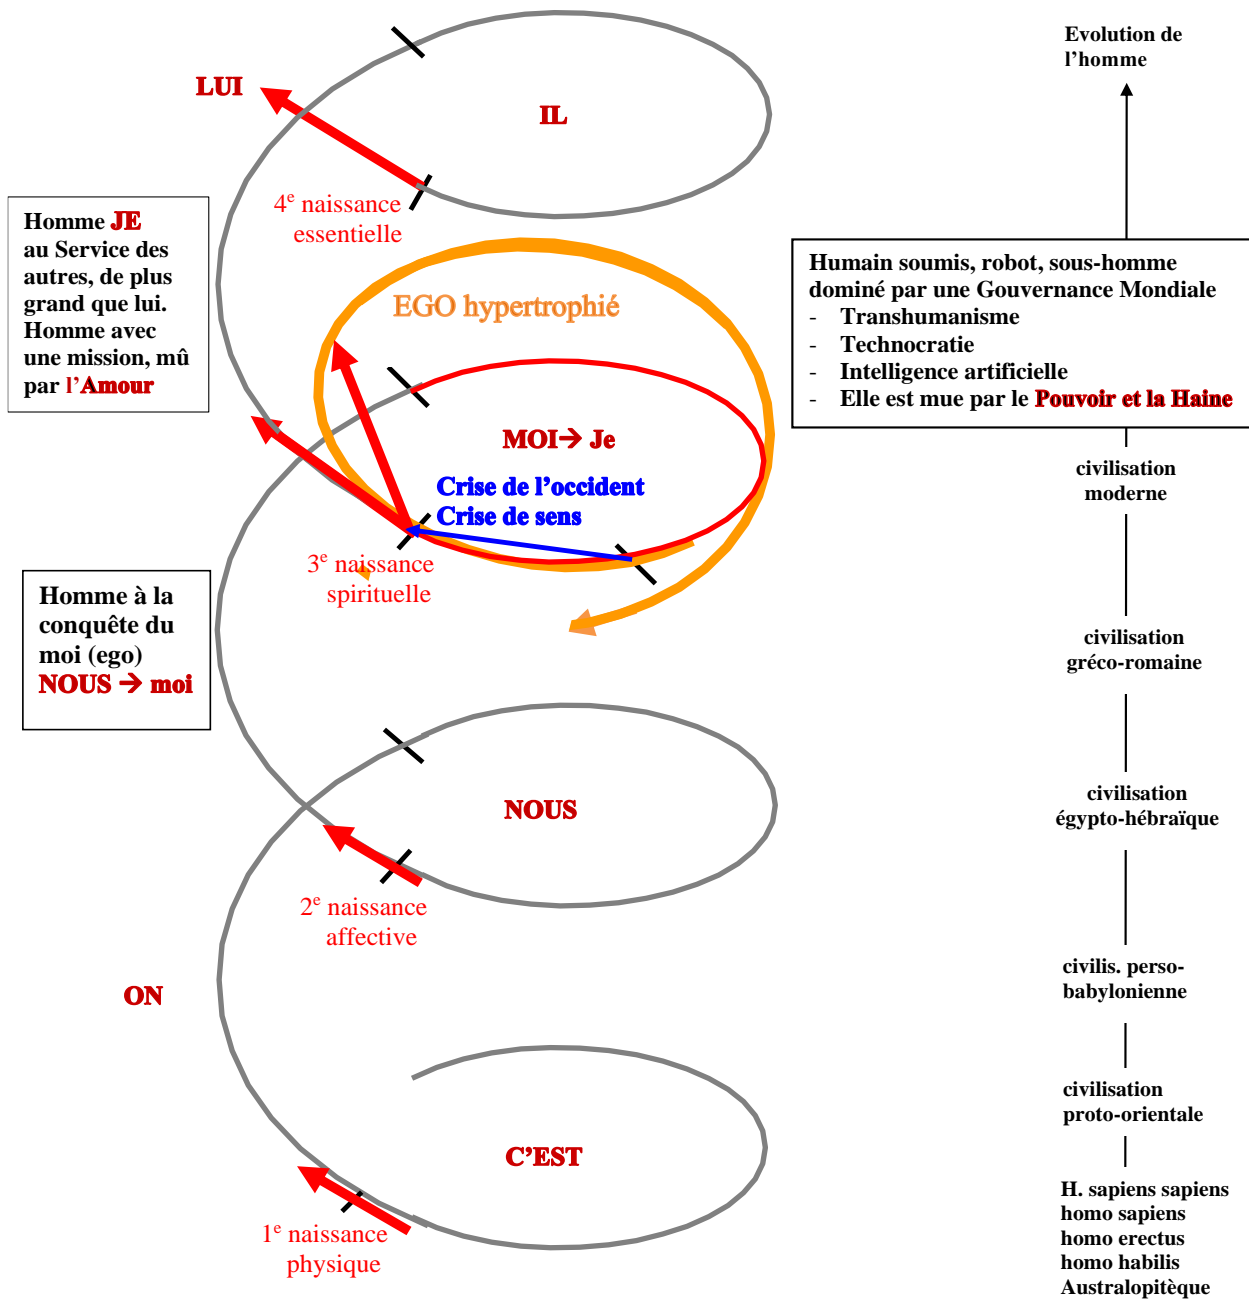 Evolution de
l'homme
LUI
IL
4e naissance
essentielle
Homme JE
au Service des
autres, de plus
grand que lui.
Homme avec
une mission, mû
par l'Amour
EGO hypertrophié
Humain soumis, robot, sous-homme
dominé par une Gouvernance Mondiale
- Transhumanisme
- Technocratie
- Intelligence artificielle
- Elle est mue par le Pouvoir et la Haine
MOI→ Je
Crise de l'occident
Crise de sens
civilisation
moderne
3e naissance
spirituelle
Homme à la
conquête du
moi (ego)
NOUS → moi
civilisation
gréco-romaine
NOUS
civilisation
égypto-hébraïque
2e naissance
affective
ON
civilis. perso-
babylonienne
civilisation
proto-orientale
C'EST
1e naissance
physique
H. sapiens sapiens
homo sapiens
homo erectus
homo habilis
Australopitèque